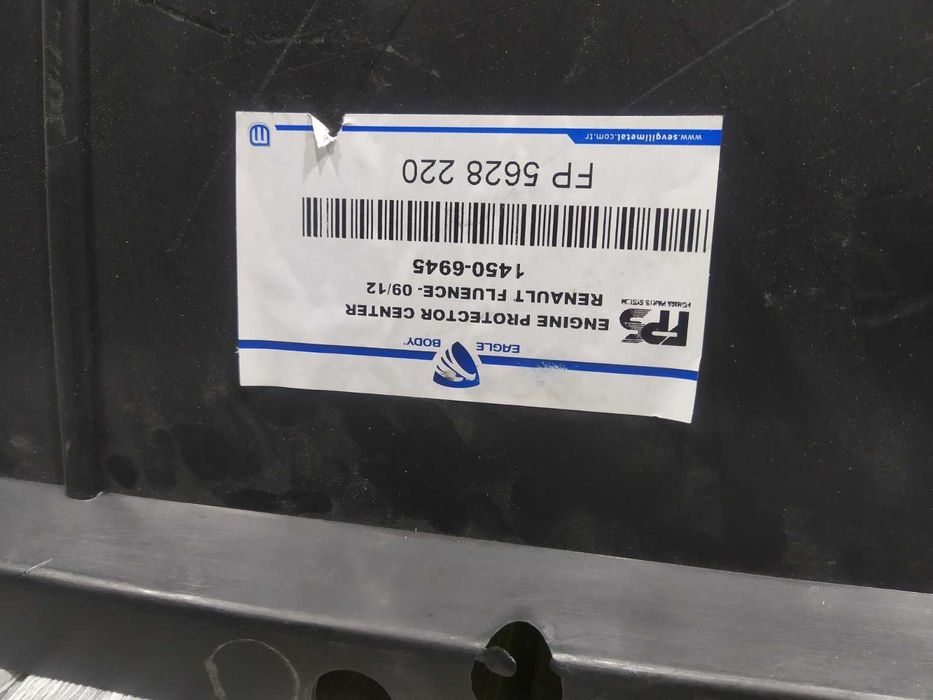 EAGLE
BODY
FPS
FORMA PARTS SYSTEM
ENGINE PROTECTOR CENTER
RENAULT FLUENCE- 09/12
1450-6945
FP 5628 220
www.sevgilimetal.com.tr